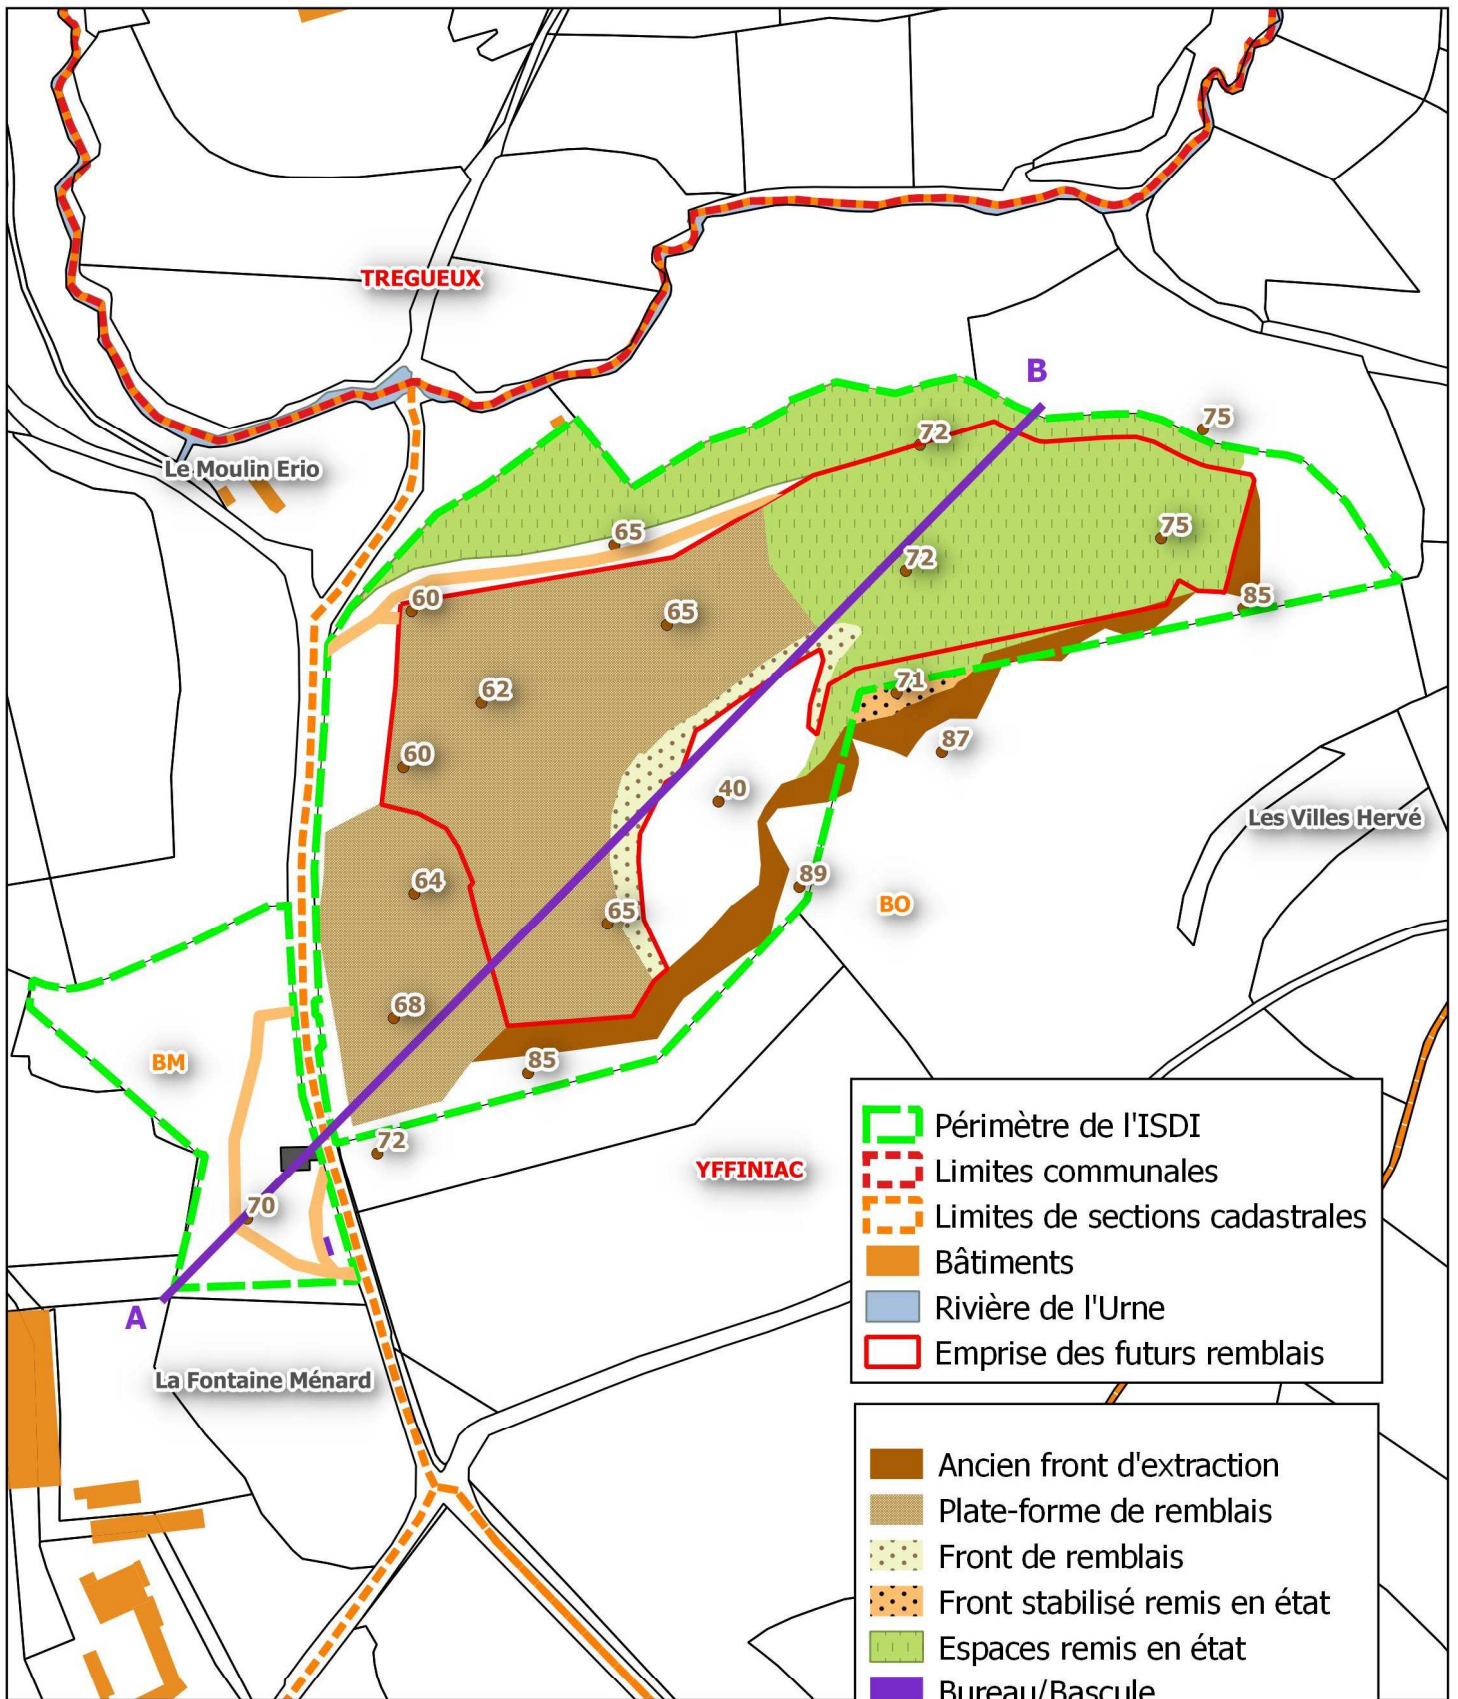 TREGUEUX
B
75
72
Le Moulin Erio
65
75
72
60
65
85
62
71
87
60
40
Les Villes Hervé
64
89
BO
65
68
BM
85
72
YFFINIAC
70
A
La Fontaine Ménard
Périmètre de l'ISDI
Limites communales
Limites de sections cadastrales
Bâtiments
Rivière de l'Urne
Emprise des futurs remblais
Ancien front d'extraction
Plate-forme de remblais
Front de remblais
Front stabilisé remis en état
Espaces remis en état
Bureau/Bascule